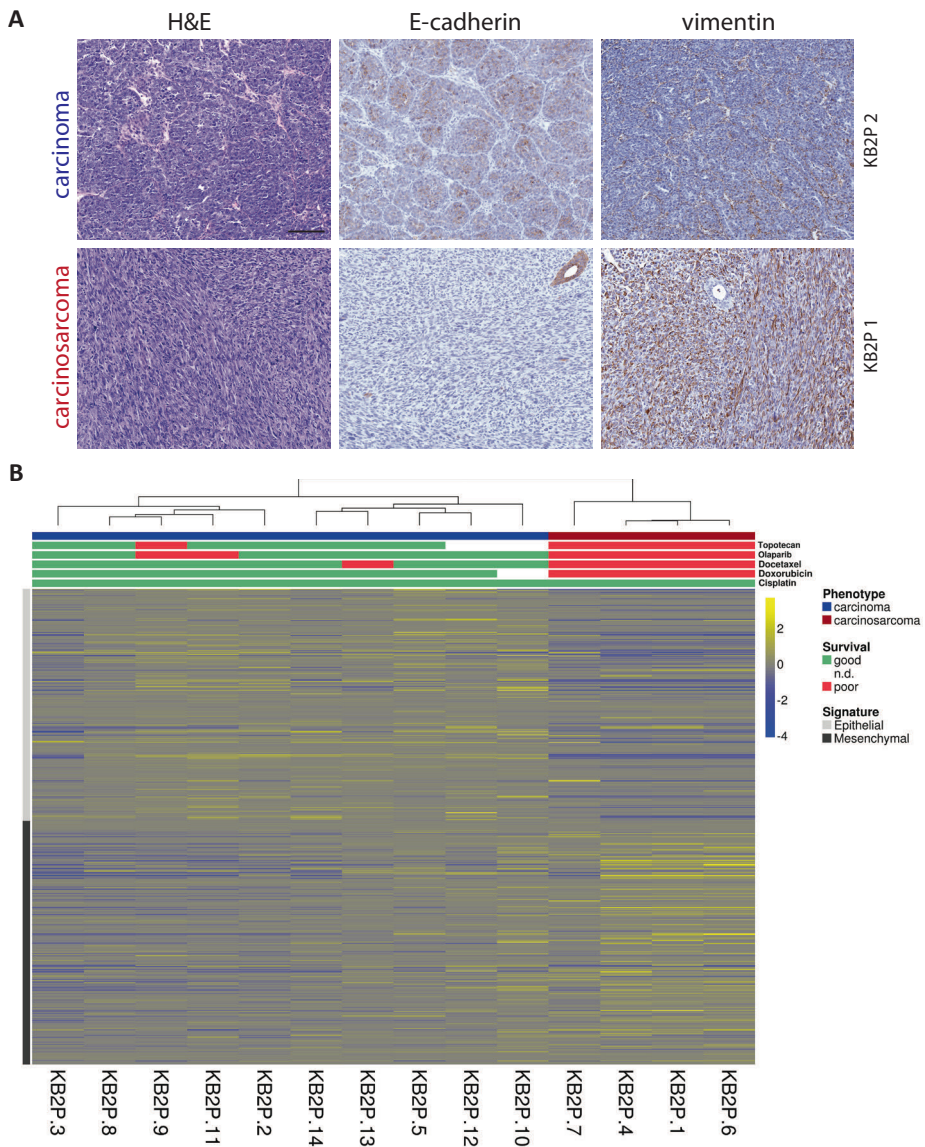 A
H&E
E-cadherin
vimentin
carcinoma
KB2P 2
carcinosarcoma
KB2P 1
B
Topotecan
Olaparib
Docetaxel
Doxorubicin
Cisplatin
2
0
-2
-4
Phenotype
carcinoma
carcinosarcoma
Survival
good
n.d.
poor
Signature
Epithelial
Mesenchymal
KB2P.3
KB2P.8
KB2P.9
KB2P.11
KB2P.2
KB2P.14
KB2P.13
KB2P.5
KB2P.12
KB2P.10
KB2P.7
KB2P.4
KB2P.1
KB2P.6